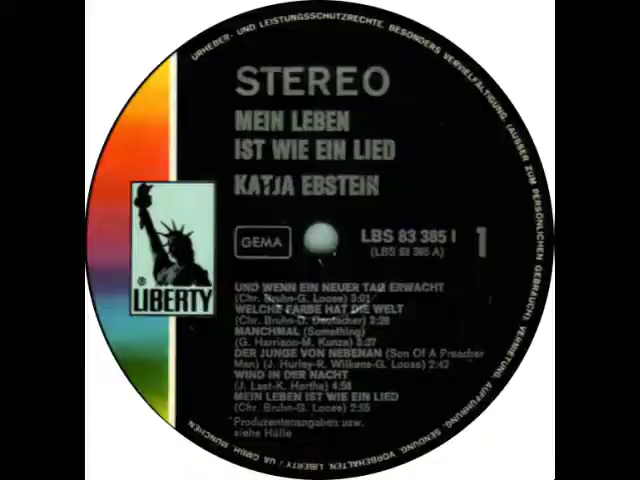 URHEBER- UND LEISTUNGSSCHUTZRECHTE, BESONDERS VERVIELFÄLTIGUNG, (AUSSER ZUM PERSÖNLICHEN GEBRAUCH), VERMIETUNG, AUFFÜHRUNG, SENDUNG VORBEHALTEN LIBERTY / UA GMBH, MÜNCHEN
STEREO
MEIN LEBEN
IST WIE EIN LIED
KATJA EBSTEIN
GEMA
LBS 83 385 I
(LBS 83 385 A)
1
® LIBERTY
UND WENN EIN NEUER TAG ERWACHT
(Chr. Bruhn-G. Loose) 3:01
WELCHE FARBE HAT DIE WELT
(Chr. Bruhn-D. Deutscher) 2:28
MANCHMAL (Something)
(G. Harrison-M. Kunze) 3:27
DER JUNGE VON NEBENAN (Son Of A Preacher
Man) (J. Hurley-R. Wilkens-G. Loose) 2:43
WIND IN DER NACHT
(J. Last-K. Hertha) 4:58
MEIN LEBEN IST WIE EIN LIED
(Chr. Bruhn-G. Loose) 2:55
Produzentenangaben usw.
siehe Hülle